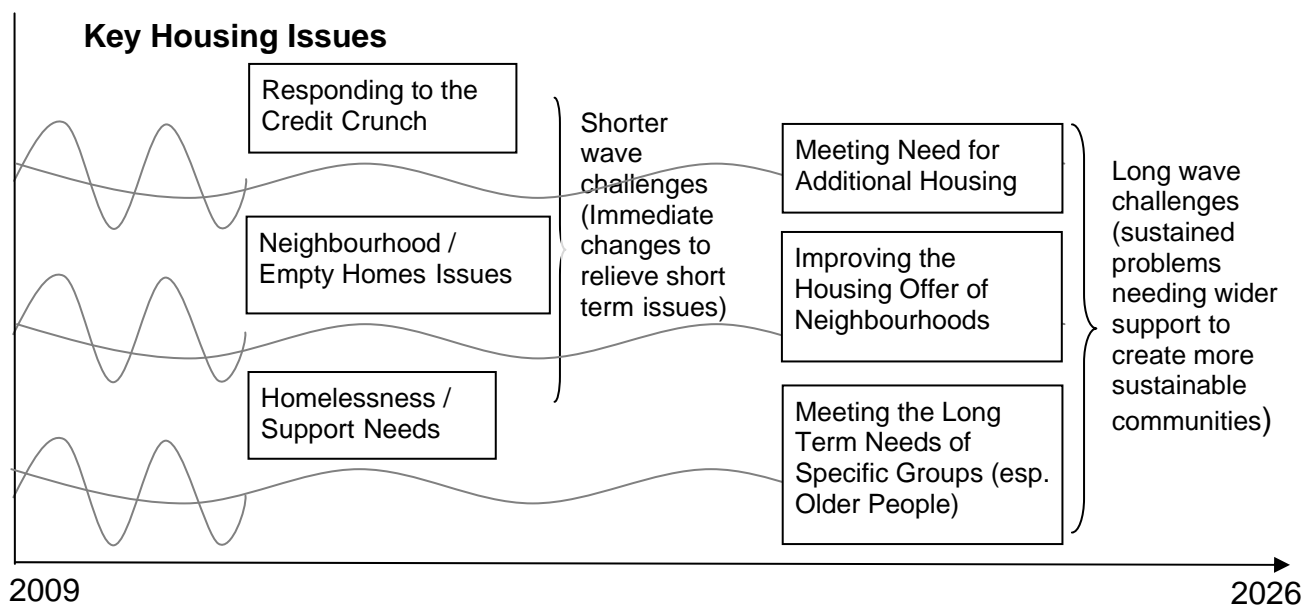 Key Housing Issues
Responding to the
Credit Crunch
Neighbourhood /
Empty Homes Issues
Homelessness /
Support Needs
Shorter
wave
challenges
(Immediate
changes to
relieve short
term issues)
Meeting Need for
Additional Housing
Improving the
Housing Offer of
Neighbourhoods
Meeting the Long
Term Needs of
Specific Groups (esp.
Older People)
Long wave
challenges
(sustained
problems
needing wider
support to
create more
sustainable
communities)
2009
2026